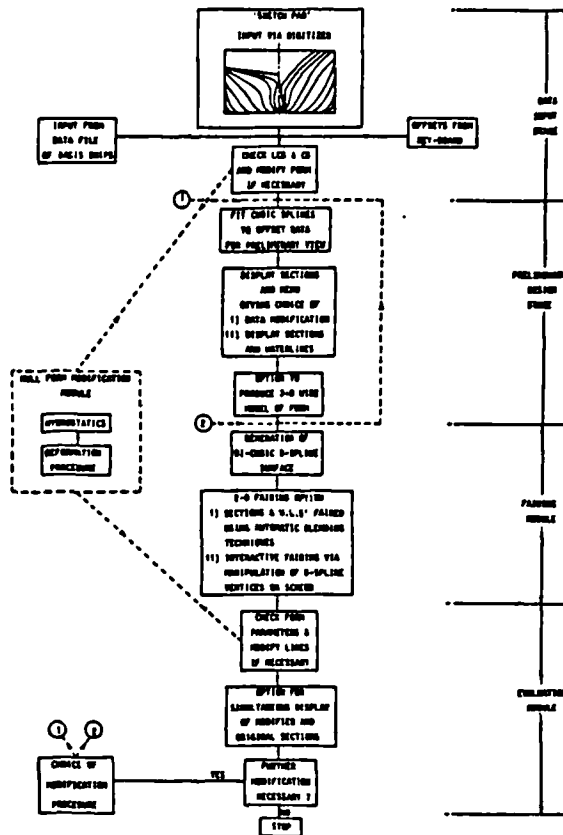 'SKETCH PAD'
INPUT VIA DIGITIZER
INPUT FROM
DATA FILE
OF BASIS SHIPS
OFFSETS FROM
KEY-BOARD
CHECK LCB & CB
AND MODIFY FORM
IF NECESSARY
DATA
INPUT
STAGE
1
FIT CUBIC SPLINES
TO OFFSET DATA
FOR PRELIMINARY VIEW
DISPLAY SECTIONS
AND MENU
GIVING CHOICE OF
I) DATA MODIFICATION
II) DISPLAY SECTIONS
AND WATERLINES
PRELIMINARY
DESIGN
STAGE
OPTION TO
PRODUCE 3-D WIRE
MODEL OF FORM
HULL FORM MODIFICATION
MODULE
HYDROSTATICS
DEFORMATION
PROCEDURE
2
GENERATION OF
BI-CUBIC B-SPLINE
SURFACE
2-D FAIRING OPTION
I) SECTIONS & W.L.S' FAIRED
USING AUTOMATIC BLENDING
TECHNIQUES
II) INTERACTIVE FAIRING VIA
MANIPULATION OF B-SPLINE
VERTICES ON SCREEN
FAIRING
MODULE
CHECK FORM
PARAMETERS &
MODIFY LINES
IF NECESSARY
OPTION FOR
SIMULTANEOUS DISPLAY
OF MODIFIED AND
ORIGINAL SECTIONS
EVALUATION
MODULE
1 2
CHOICE OF
MODIFICATION
PROCEDURE
YES
FURTHER
MODIFICATION
NECESSARY ?
NO
STOP